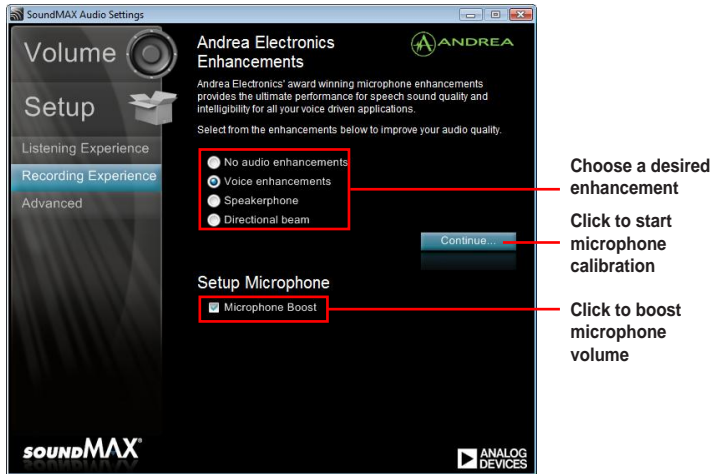 SoundMAX Audio Settings
Volume
Setup
Listening Experience
Recording Experience
Advanced
Andrea Electronics
Enhancements
ANDREA
Andrea Electronics' award winning microphone enhancements
provides the ultimate performance for speech sound quality and
intelligibility for all your voice driven applications.
Select from the enhancements below to improve your audio quality.
No audio enhancements
Voice enhancements
Speakerphone
Directional beam
Continue...
Setup Microphone
Microphone Boost
Choose a desired
enhancement
Click to start
microphone
calibration
Click to boost
microphone
volume
SOUNDMAX
ANALOG
DEVICES